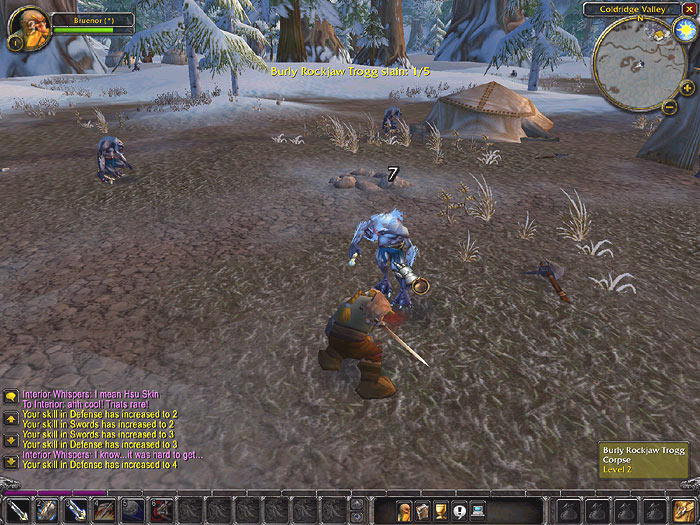 Bruenor (*)
Coldridge Valley
N
Burly Rockjaw Trogg slain: 1/5
7
Interior Whispers: I mean Hsu Skin
To Interior: ahh cool! Thats rare!
Your skill in Defense has increased to 2
Your skill in Swords has increased to 2
Your skill in Swords has increased to 3
Your skill in Defense has increased to 3
Interior Whispers: I know...it was hard to get...
Your skill in Defense has increased to 4
Burly Rockjaw Trogg
Corpse
Level 2